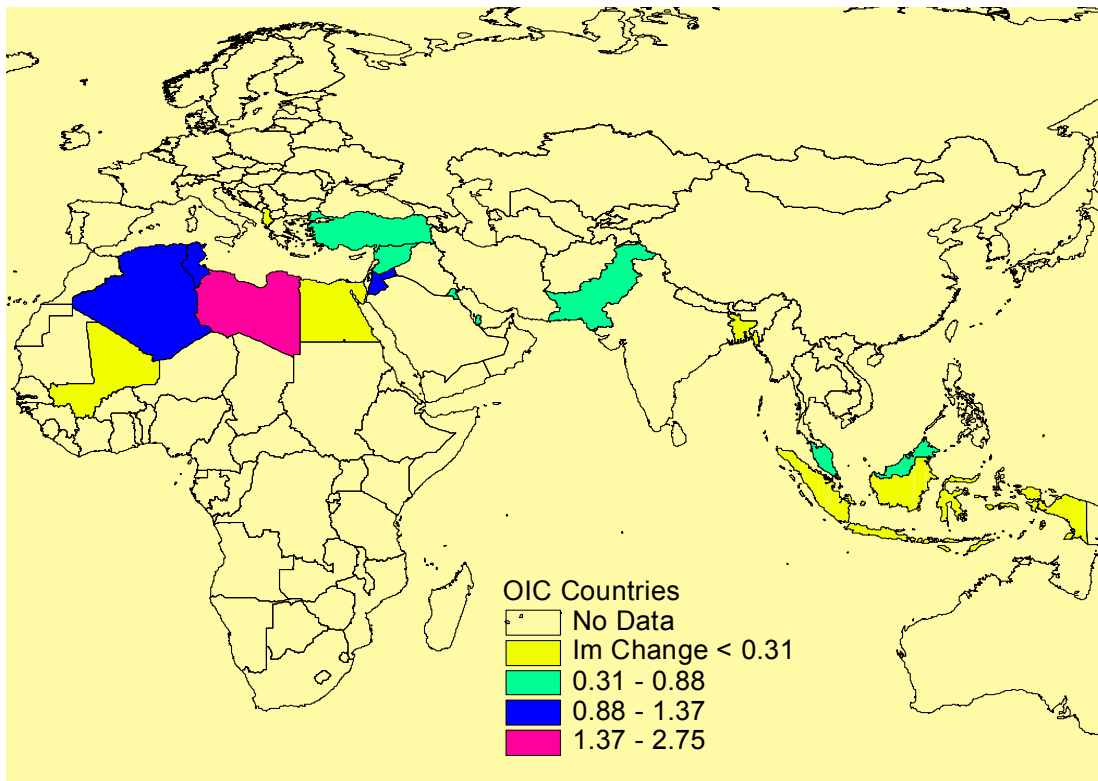 OIC Countries
No Data
Im Change < 0.31
0.31 - 0.88
0.88 - 1.37
1.37 - 2.75